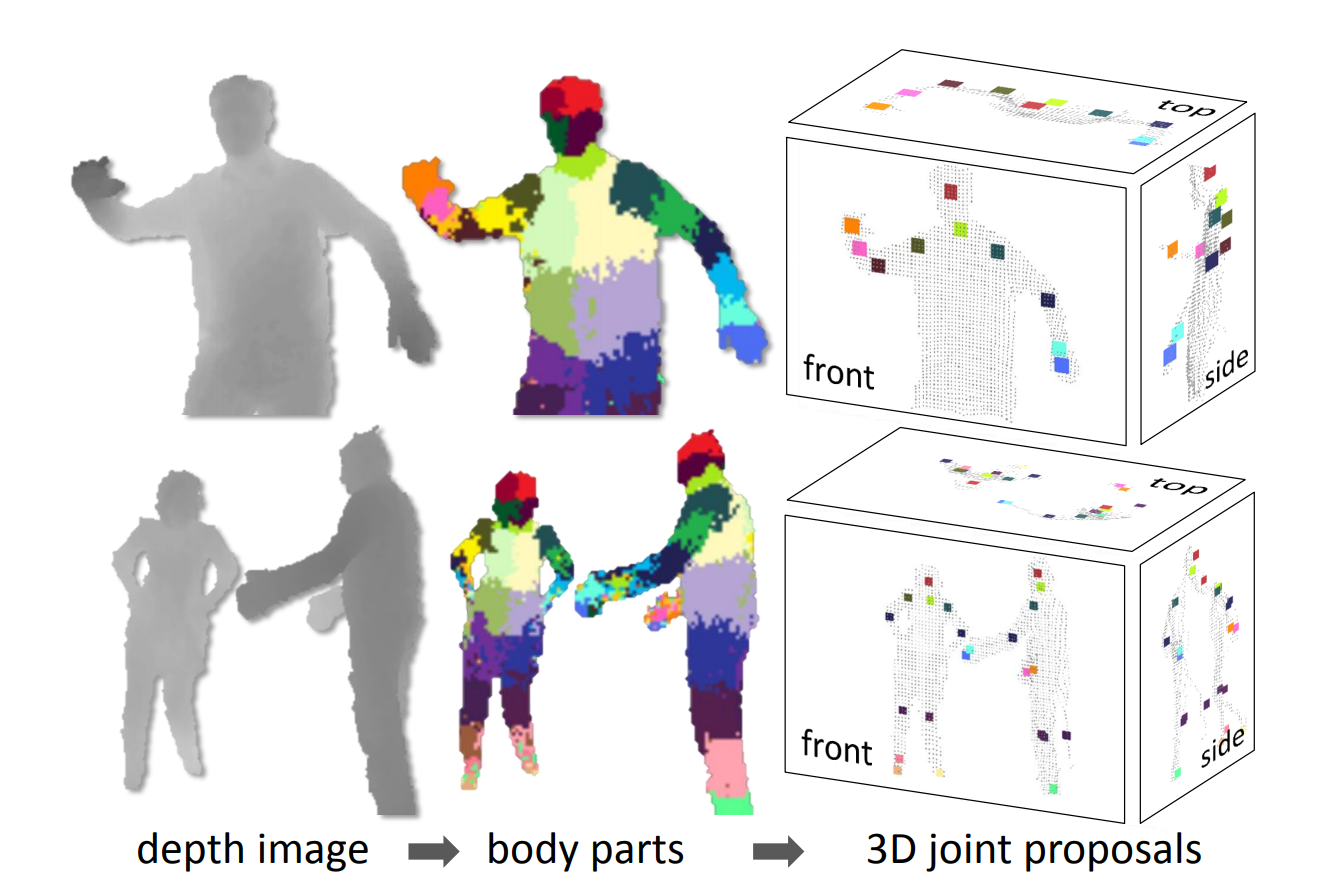 top
front
side
top
front
side
depth image
body parts
3D joint proposals